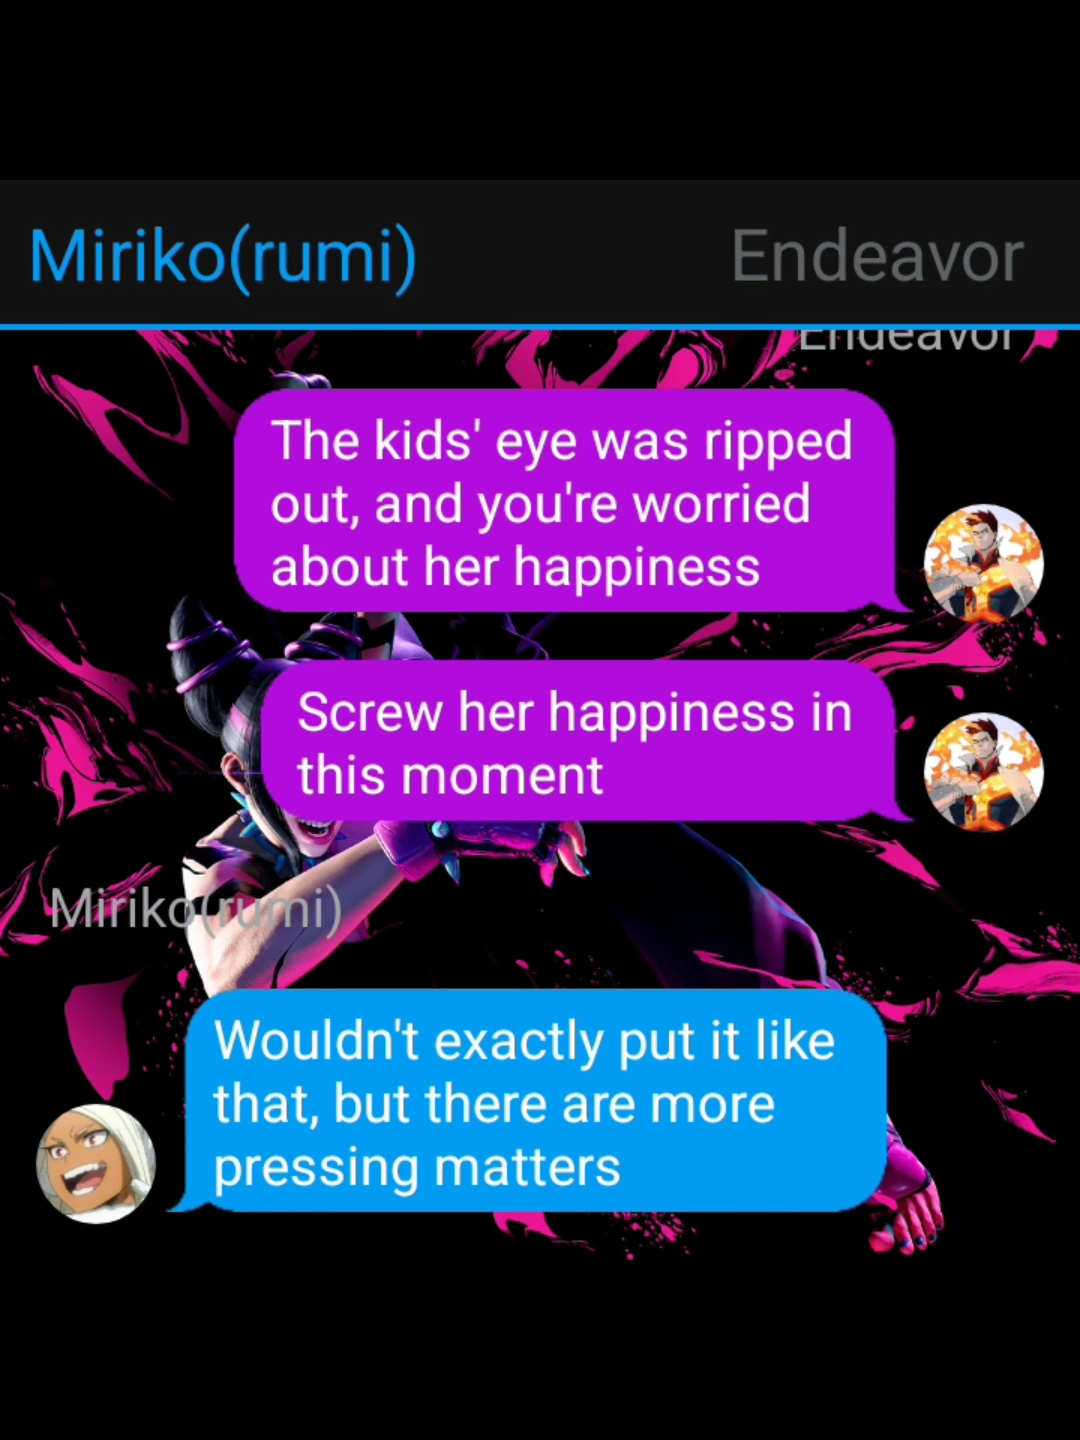 Miriko(rumi) Endeavor
Endeavor
The kids' eye was ripped
out, and you're worried
about her happiness
Screw her happiness in
this moment
Miriko(rumi)
Wouldn't exactly put it like
that, but there are more
pressing matters